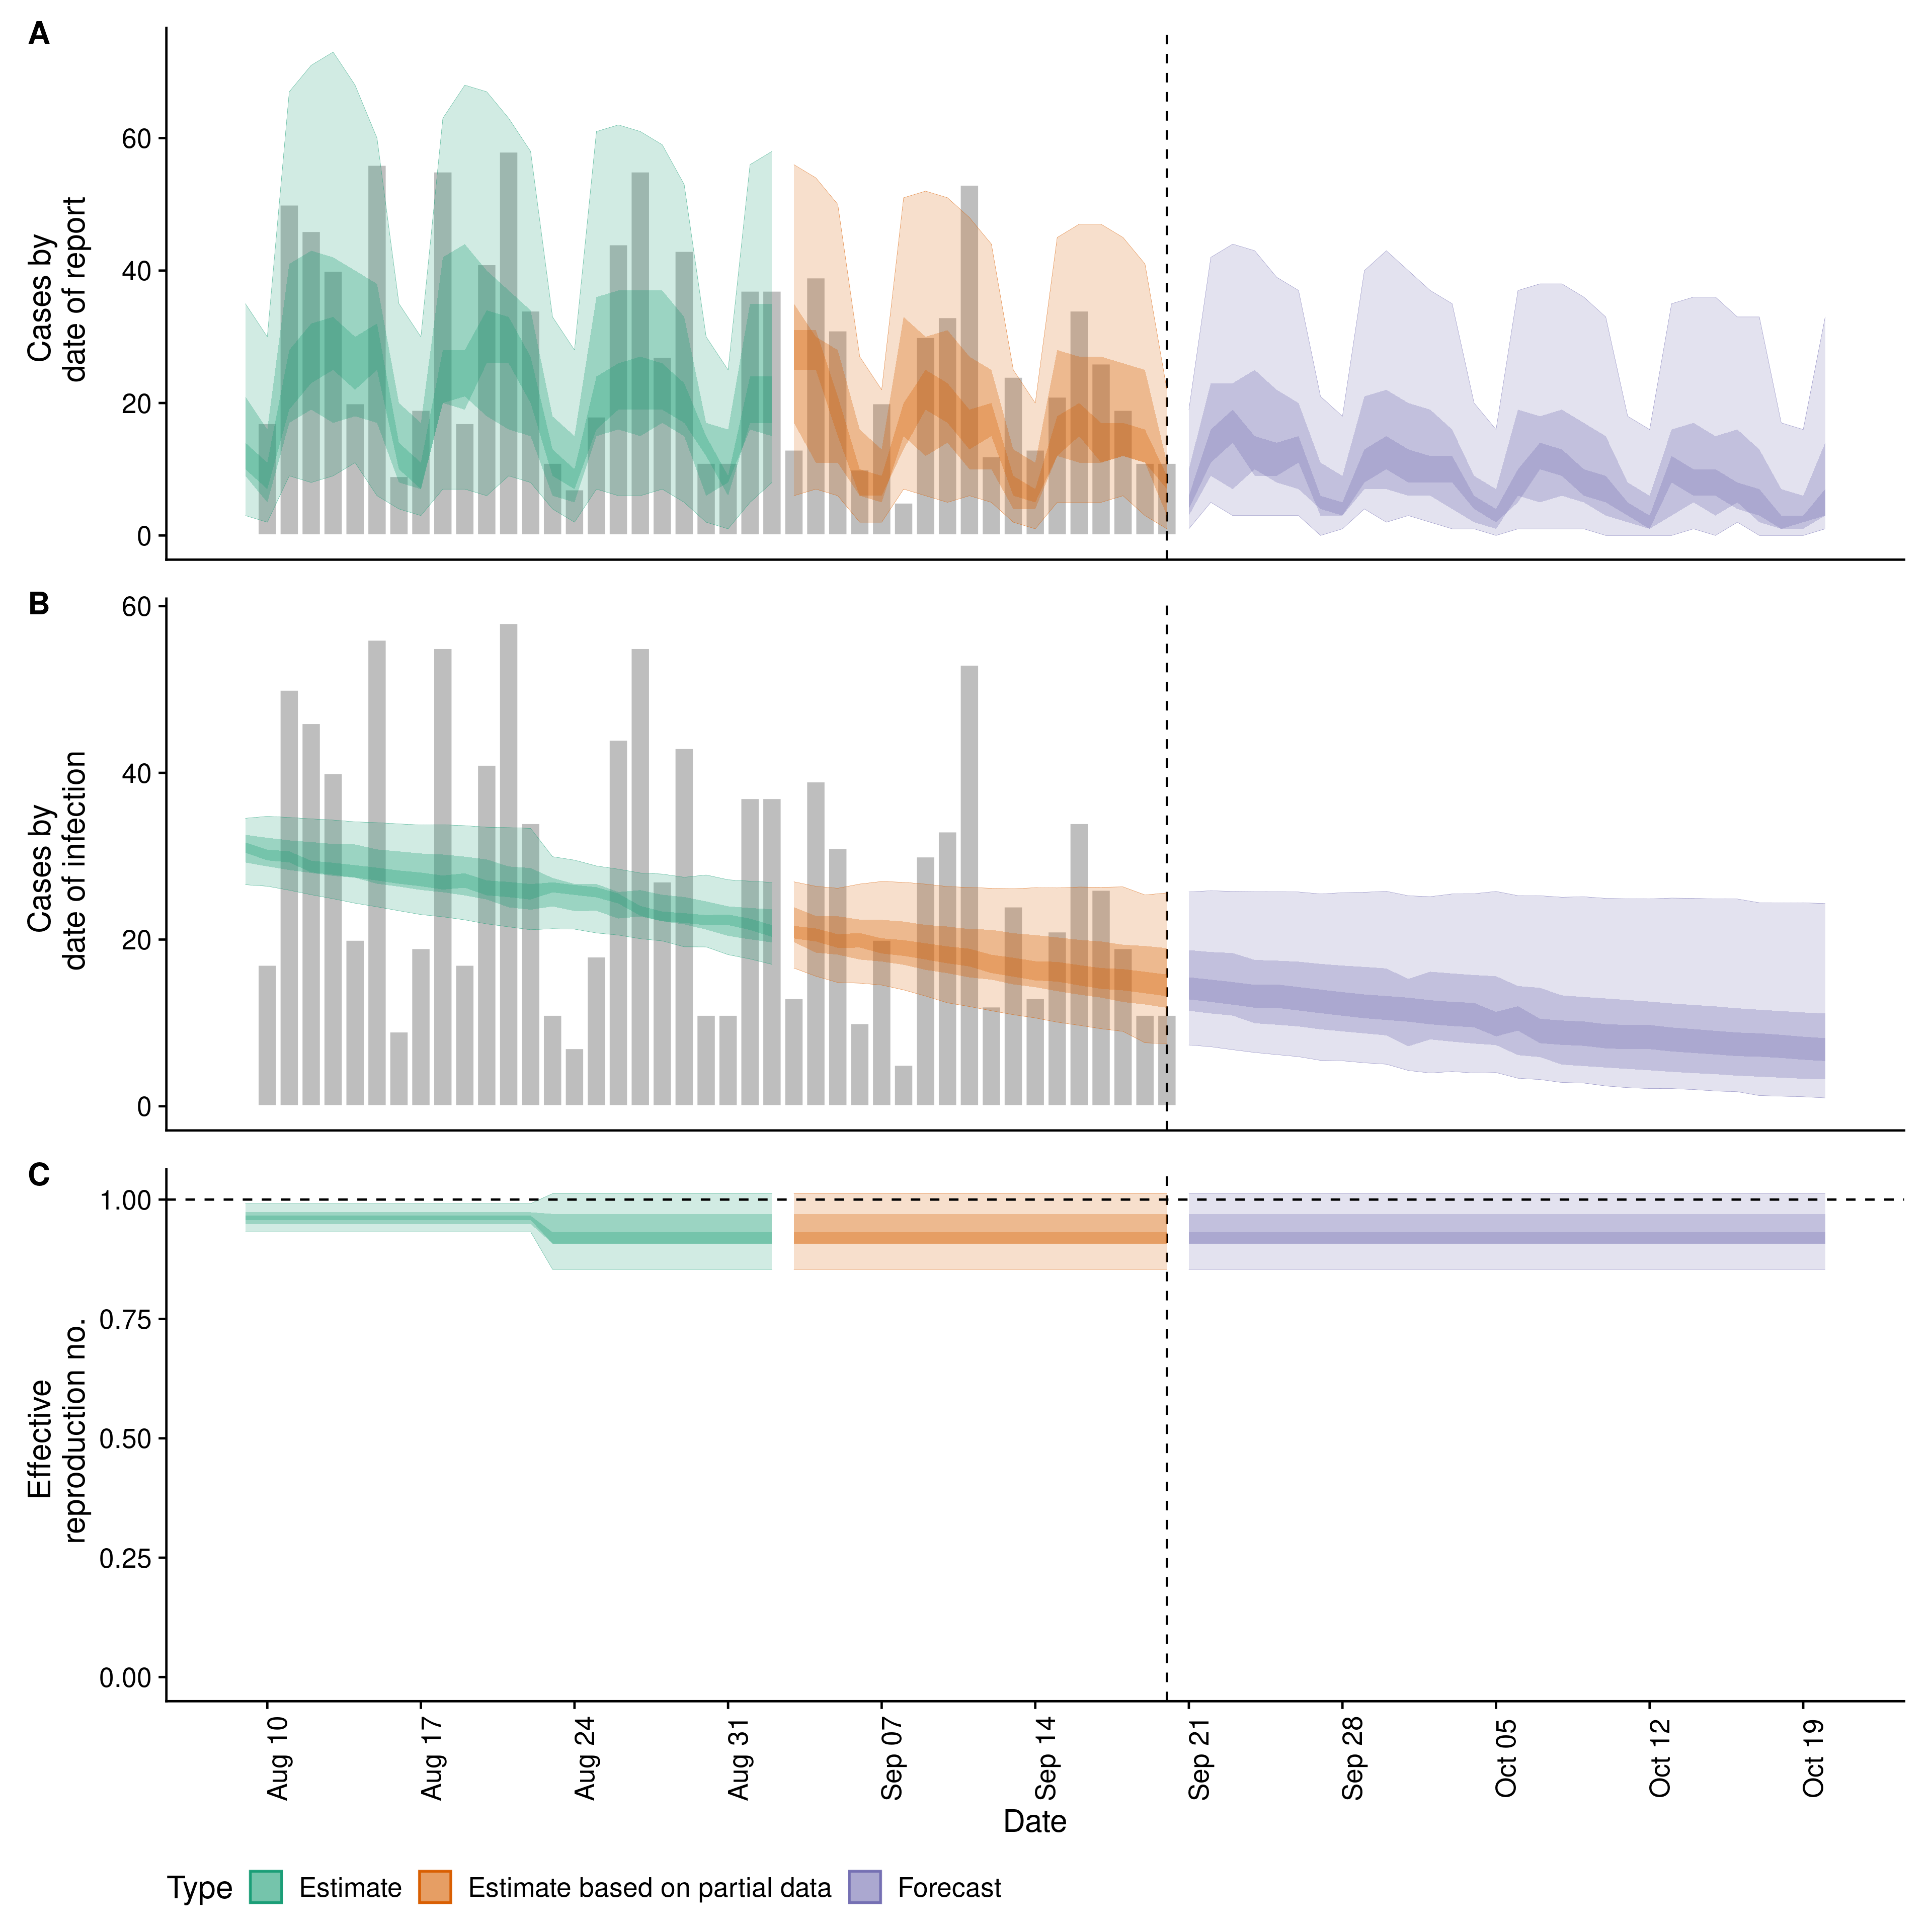 A
Cases by
date of report
60
40
20
0
B
Cases by
date of infection
60
40
20
0
C
Effective
reproduction no.
1.00
0.75
0.50
0.25
0.00
Aug 10
Aug 17
Aug 24
Aug 31
Sep 07
Sep 14
Sep 21
Sep 28
Oct 05
Oct 12
Oct 19
Date
Type Estimate Estimate based on partial data Forecast